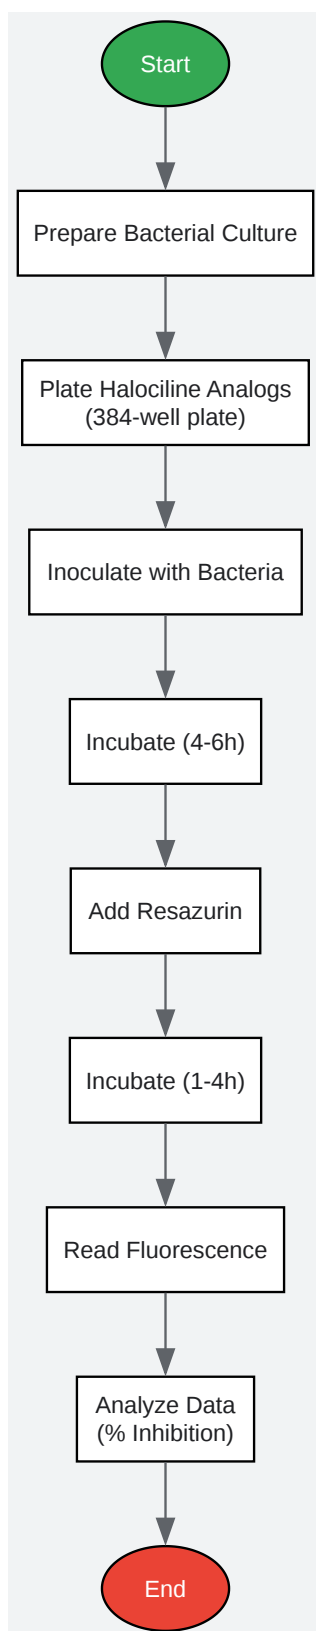 Start
Prepare Bacterial Culture
Plate Halociline Analogs
(384-well plate)
Inoculate with Bacteria
Incubate (4-6h)
Add Resazurin
Incubate (1-4h)
Read Fluorescence
Analyze Data
(% Inhibition)
End